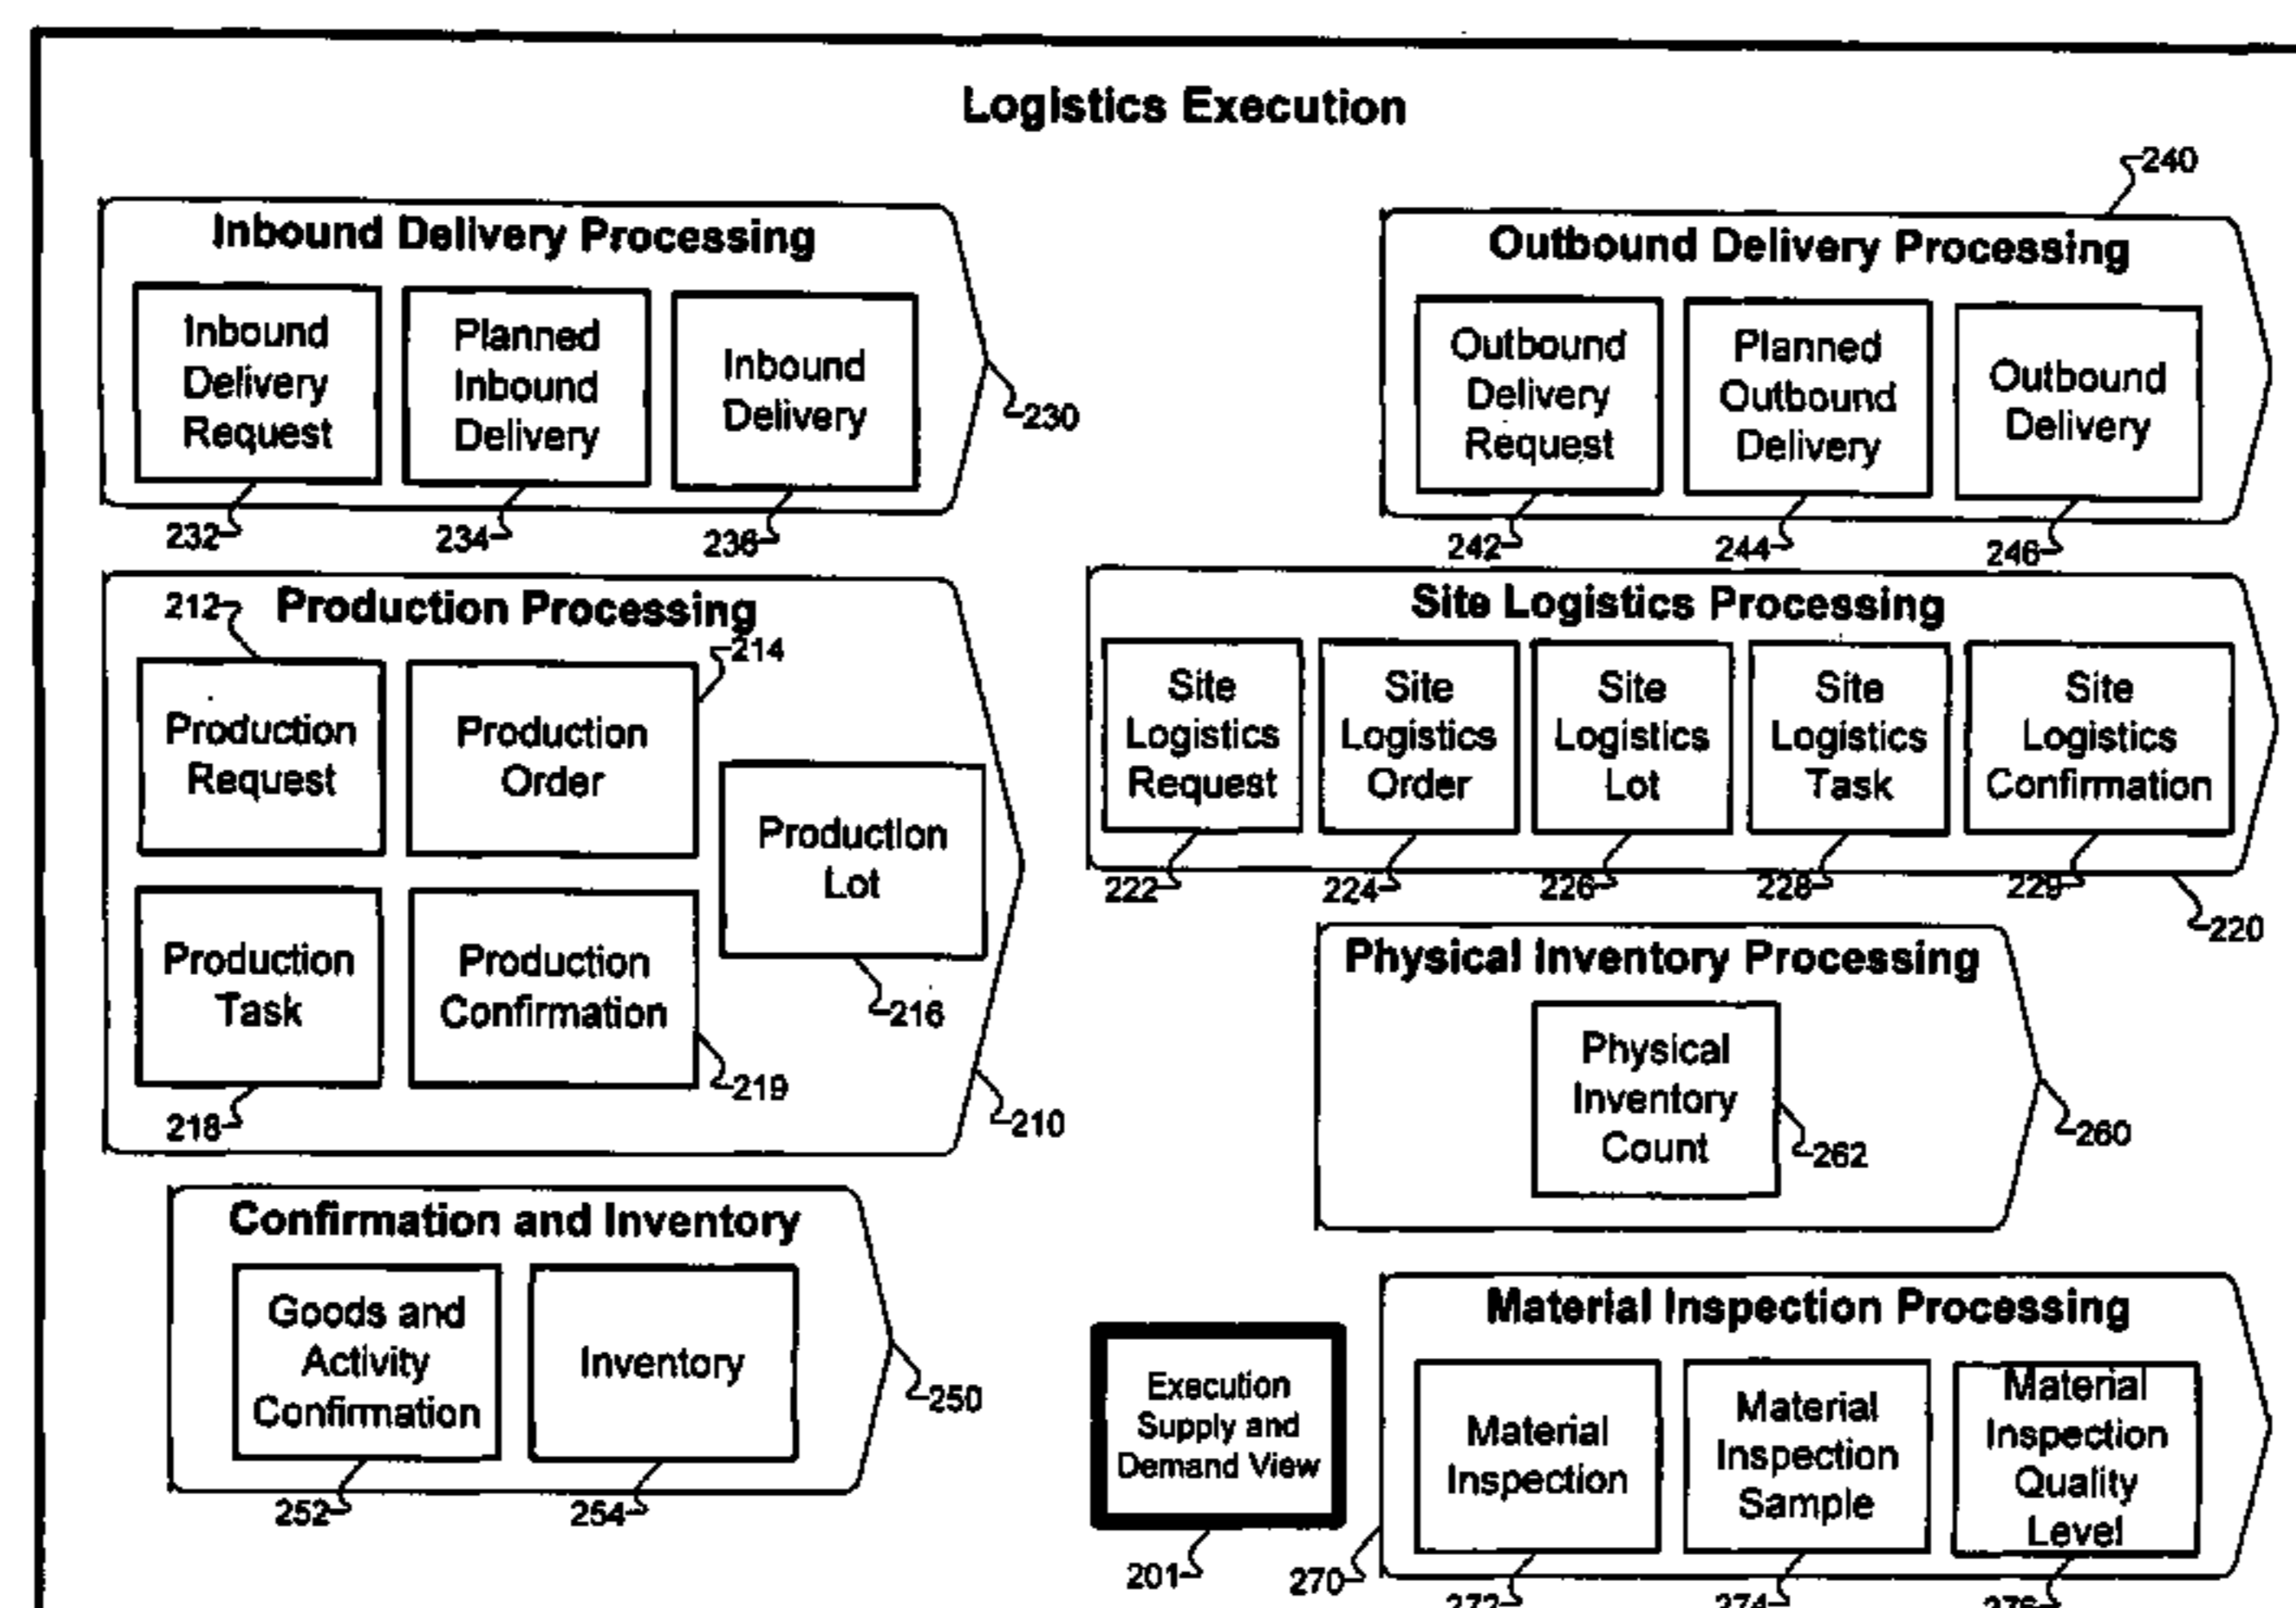 Logistics Execution
240
Inbound Delivery Processing
Inbound
Delivery
Request
Planned
Inbound
Delivery
Inbound
Delivery
230
232
234
236
Outbound Delivery Processing
Outbound
Delivery
Request
Planned
Outbound
Delivery
Outbound
Delivery
242
244
246
212
Production Processing
214
Production
Request
Production
Order
Production
Lot
216
Production
Task
Production
Confirmation
219
218
210
Site Logistics Processing
Site
Logistics
Request
Site
Logistics
Order
Site
Logistics
Lot
Site
Logistics
Task
Site
Logistics
Confirmation
222
224
226
228
229
220
Physical Inventory Processing
Physical
Inventory
Count
262
260
Confirmation and Inventory
Goods and
Activity
Confirmation
Inventory
250
252
254
Execution
Supply and
Demand View
201
Material Inspection Processing
Material
Inspection
Material
Inspection
Sample
Material
Inspection
Quality
Level
270
272
274
276